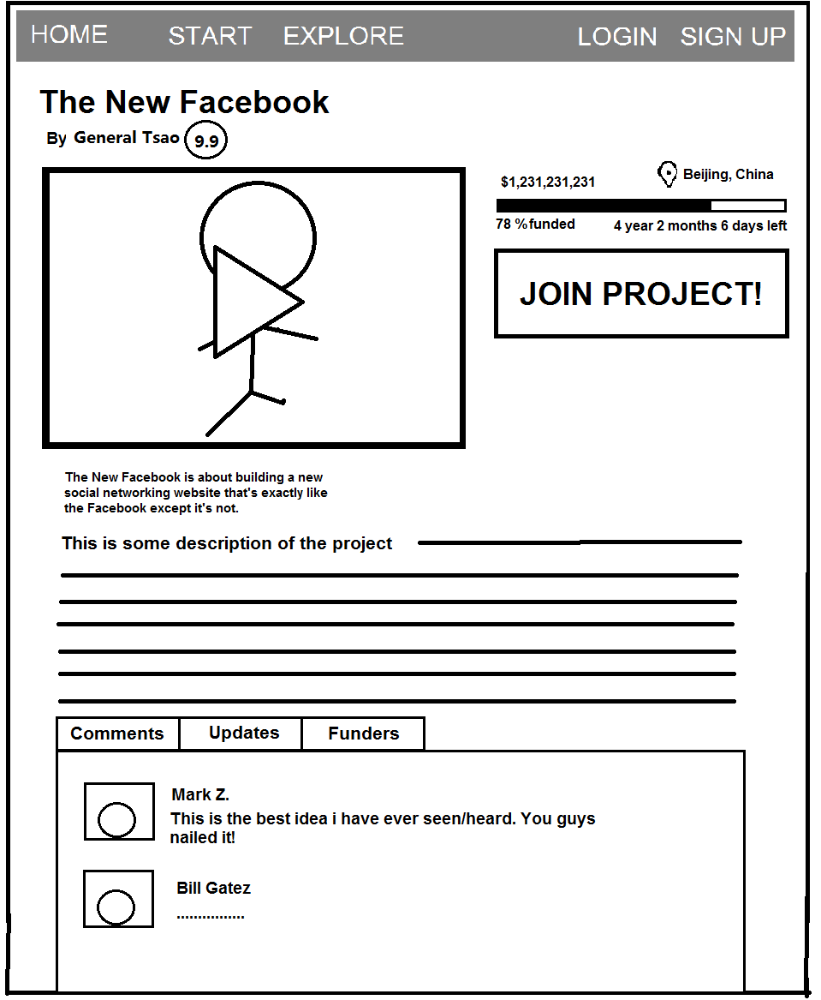 HOME START EXPLORE LOGIN SIGN UP
The New Facebook
By General Tsao 9.9
$1,231,231,231 Beijing, China
78 %funded 4 year 2 months 6 days left
JOIN PROJECT!
The New Facebook is about building a new
social networking website that's exactly like
the Facebook except it's not.
This is some description of the project
Comments Updates Funders
Mark Z.
This is the best idea i have ever seen/heard. You guys
nailed it!
Bill Gatez
................